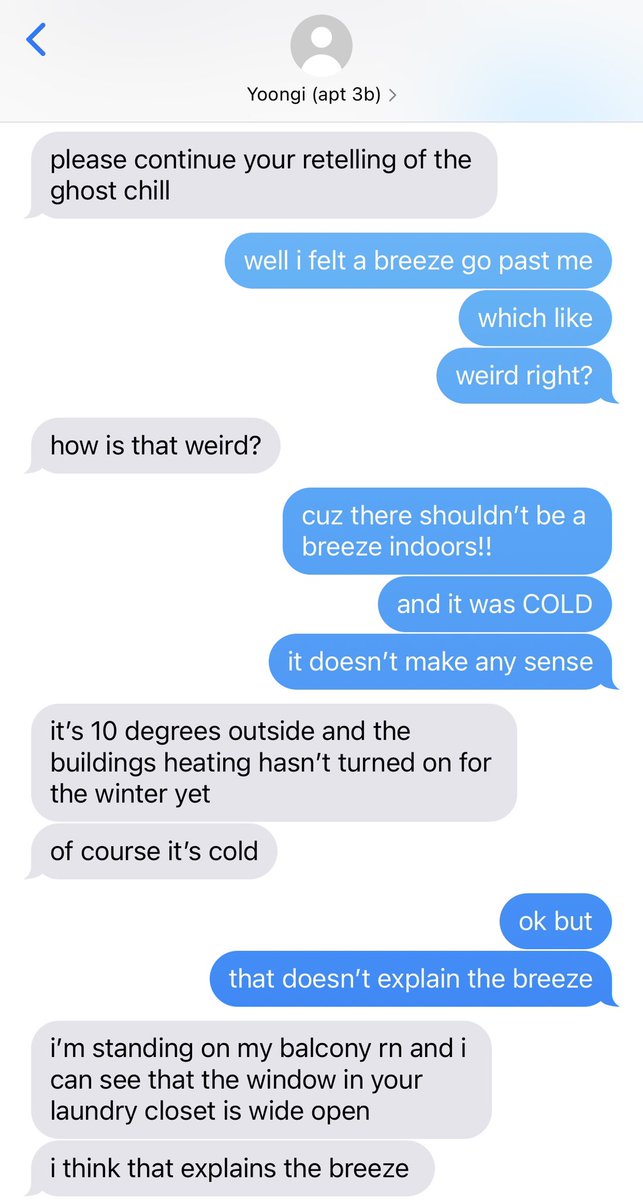 Yoongi (apt 3b) >
please continue your retelling of the
ghost chill
well i felt a breeze go past me
which like
weird right?
how is that weird?
cuz there shouldn’t be a
breeze indoors!!
and it was COLD
it doesn’t make any sense
it’s 10 degrees outside and the
buildings heating hasn’t turned on for
the winter yet
of course it’s cold
ok but
that doesn’t explain the breeze
i’m standing on my balcony rn and i
can see that the window in your
laundry closet is wide open
i think that explains the breeze